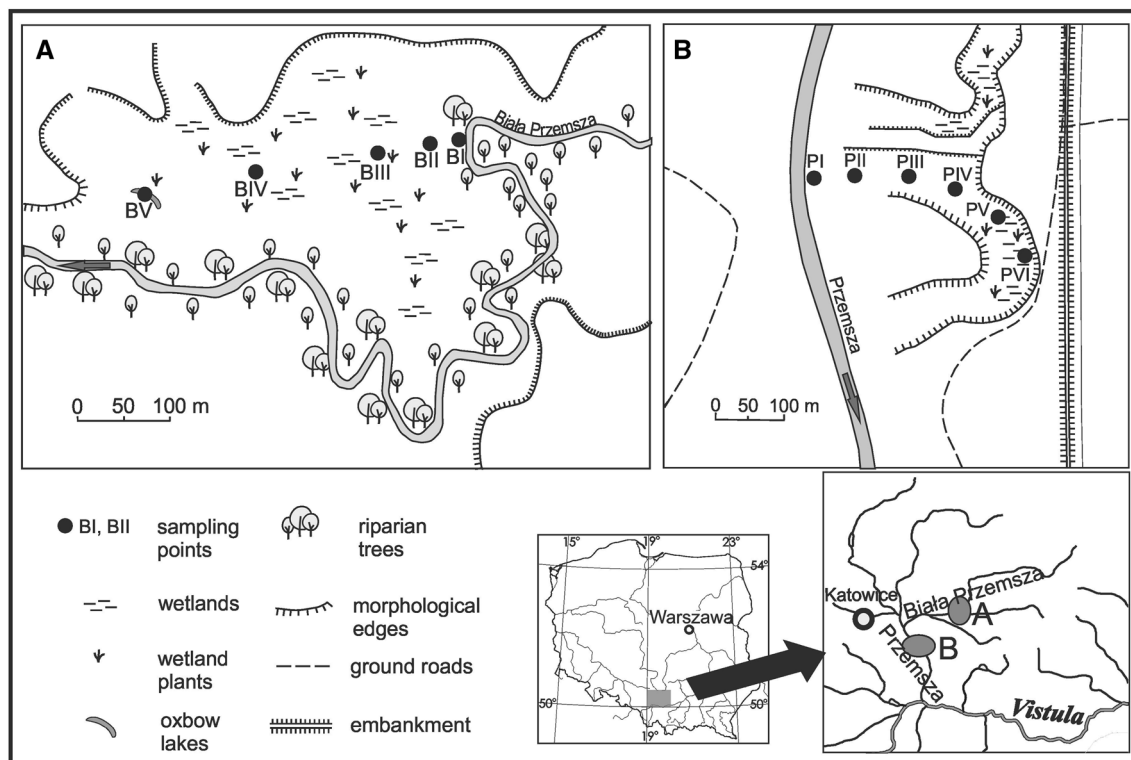 A
Biała Przemsza
BI
BII
BIII
BIV
BV
0 50 100 m
B
PI
PII
PIII
PIV
PV
PVI
Przemsza
0 50 100 m
BI, BII sampling
points
riparian
trees
wetlands
morphological
edges
wetland
plants
ground roads
oxbow
lakes
embankment
15° 19° 23°
54°
Warszawa
50° 50°
19°
Katowice
Biała Przemsza
A
B
Przemsza
Vistula